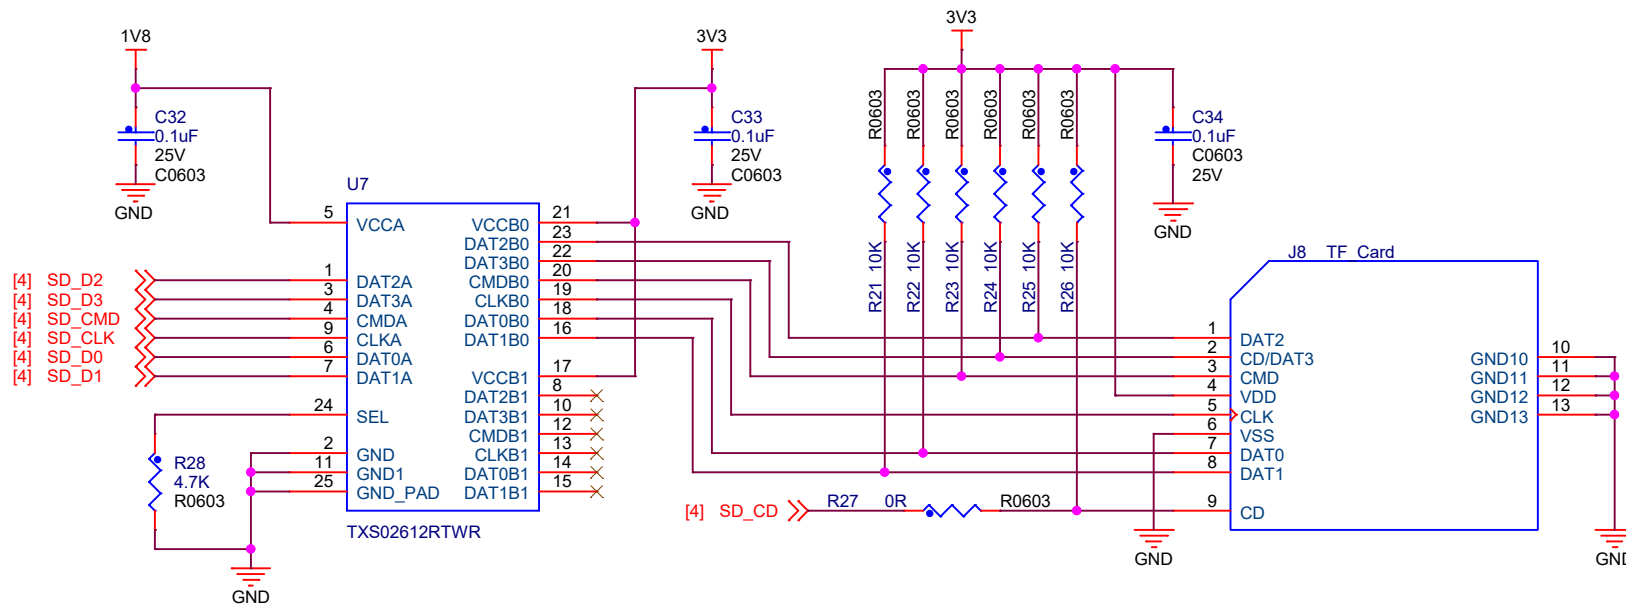 1V8
C32
0.1uF
25V
C0603
GND
3V3
C33
0.1uF
25V
C0603
GND
3V3
R0603
R0603
R0603
R0603
R0603
R0603
R21 10K
R22 10K
R23 10K
R24 10K
R25 10K
R26 10K
C34
0.1uF
C0603
25V
GND
U7
5 VCCA
[4] SD_D2 1 DAT2A
[4] SD_D3 3 DAT3A
[4] SD_CMD 4 CMDA
[4] SD_CLK 9 CLKA
[4] SD_D0 6 DAT0A
[4] SD_D1 7 DAT1A
24 SEL
2 GND
11 GND1
25 GND_PAD
VCCB0 21
DAT2B0 23
DAT3B0 22
CMDB0 20
CLKB0 19
DAT0B0 18
DAT1B0 16
VCCB1 17
DAT2B1 8
DAT3B1 10
CMDB1 12
CLKB1 13
DAT0B1 14
DAT1B1 15
TXS02612RTWR
R28
4.7K
R0603
GND
J8 TF_Card
1 DAT2
2 CD/DAT3
3 CMD
4 VDD
5 CLK
6 VSS
7 DAT0
8 DAT1
9 CD
GND10 10
GND11 11
GND12 12
GND13 13
[4] SD_CD R27 0R R0603
GND
GND